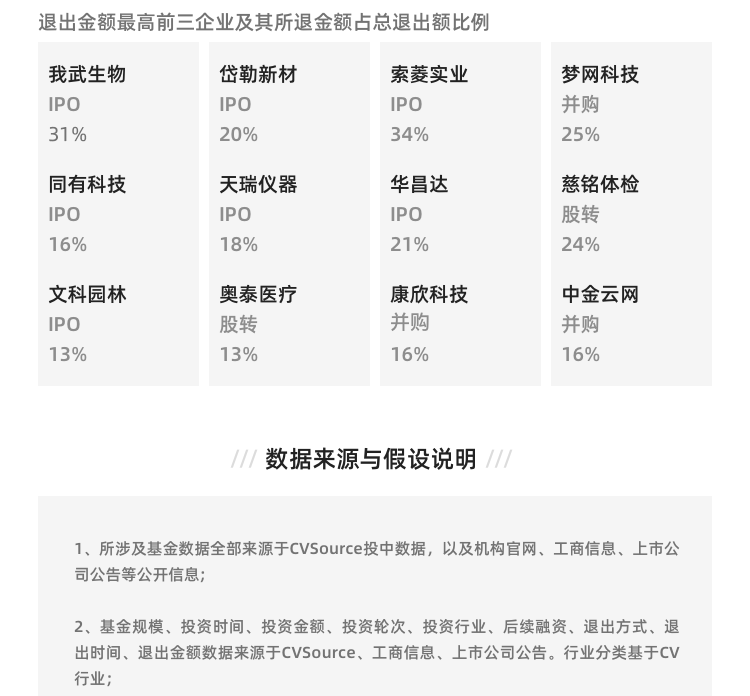 退出金额最高前三企业及其所退金额占总退出额比例
我武生物
IPO
31%
同有科技
IPO
16%
文科园林
IPO
13%
岱勒新材
IPO
20%
天瑞仪器
IPO
18%
奥泰医疗
股转
13%
索菱实业
IPO
34%
华昌达
IPO
21%
康欣科技
并购
16%
梦网科技
并购
25%
慈铭体检
股转
24%
中金云网
并购
16%
/// 数据来源与假设说明 ///
1、所涉及基金数据全部来源于CVSource投中数据，以及机构官网、工商信息、上市公
司公告等公开信息；
2、基金规模、投资时间、投资金额、投资轮次、投资行业、后续融资、退出方式、退
出时间、退出金额数据来源于CVSource、工商信息、上市公司公告。行业分类基于CV
行业；